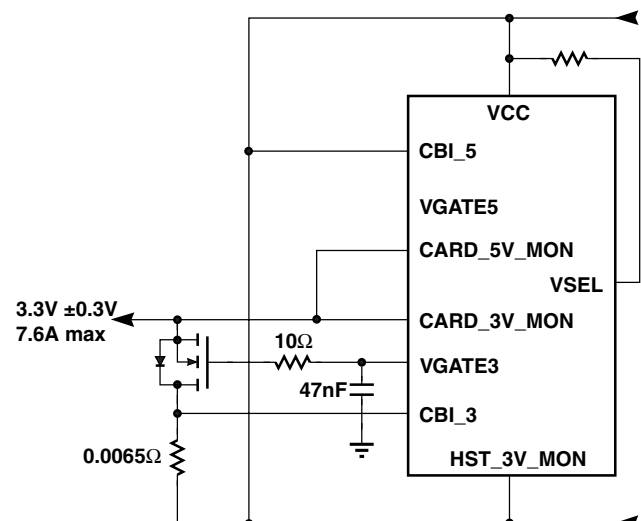 VCC
CBI_5
VGATE5
CARD_5V_MON
VSEL
3.3V ±0.3V
7.6A max
CARD_3V_MON
10Ω
VGATE3
47nF
CBI_3
0.0065Ω
HST_3V_MON